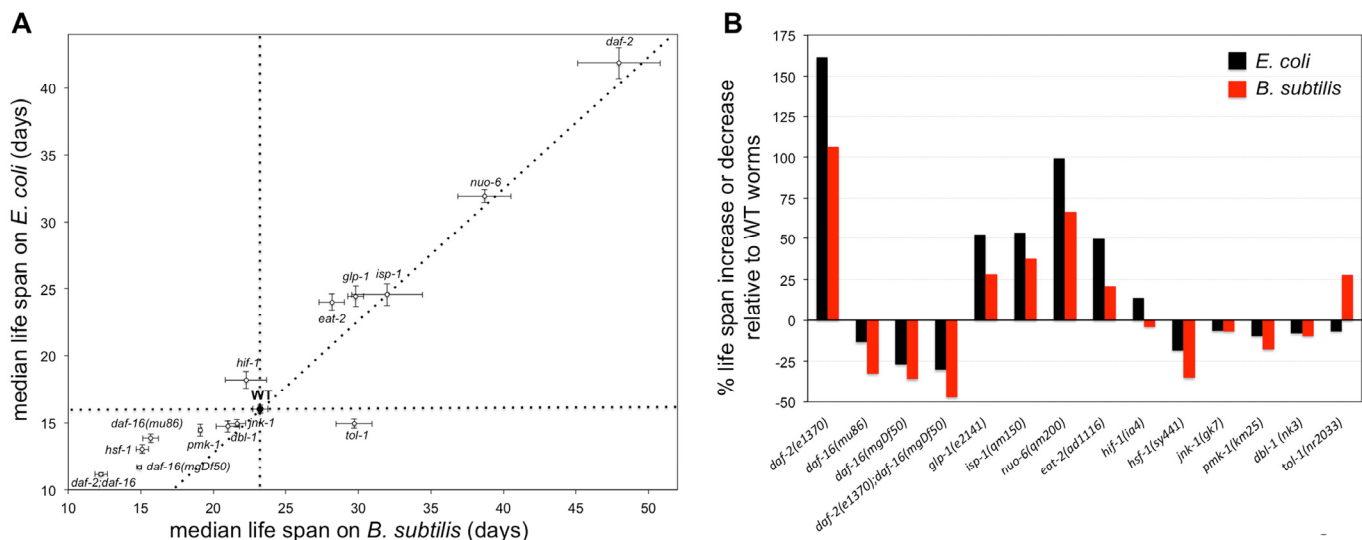 A
median life span on E. coli (days)
40
35
30
25
20
15
10
daf-2
nuo-6
glp-1
isp-1
eat-2
hif-1
WT
daf-16(mu86)
jnk-1
hsf-1
pmk-1
dbl-1
tol-1
daf-16(mgDf50)
daf-2;daf-16
10 15 20 25 30 35 40 45 50
median life span on B. subtilis (days)
B
% life span increase or decrease
relative to WT worms
175
150
125
100
75
50
25
0
-25
-50
E. coli
B. subtilis
daf-2(e1370)
daf-16(mu86)
daf-16(mgDf50)
daf-2(e1370);daf-16(mgDf50)
glp-1(e2141)
isp-1(qm150)
nuo-6(qm200)
eat-2(ad1116)
hif-1(ia4)
hsf-1(sy441)
jnk-1(gk7)
pmk-1(km25)
dbl-1 (nk3)
tol-1(nr2033)